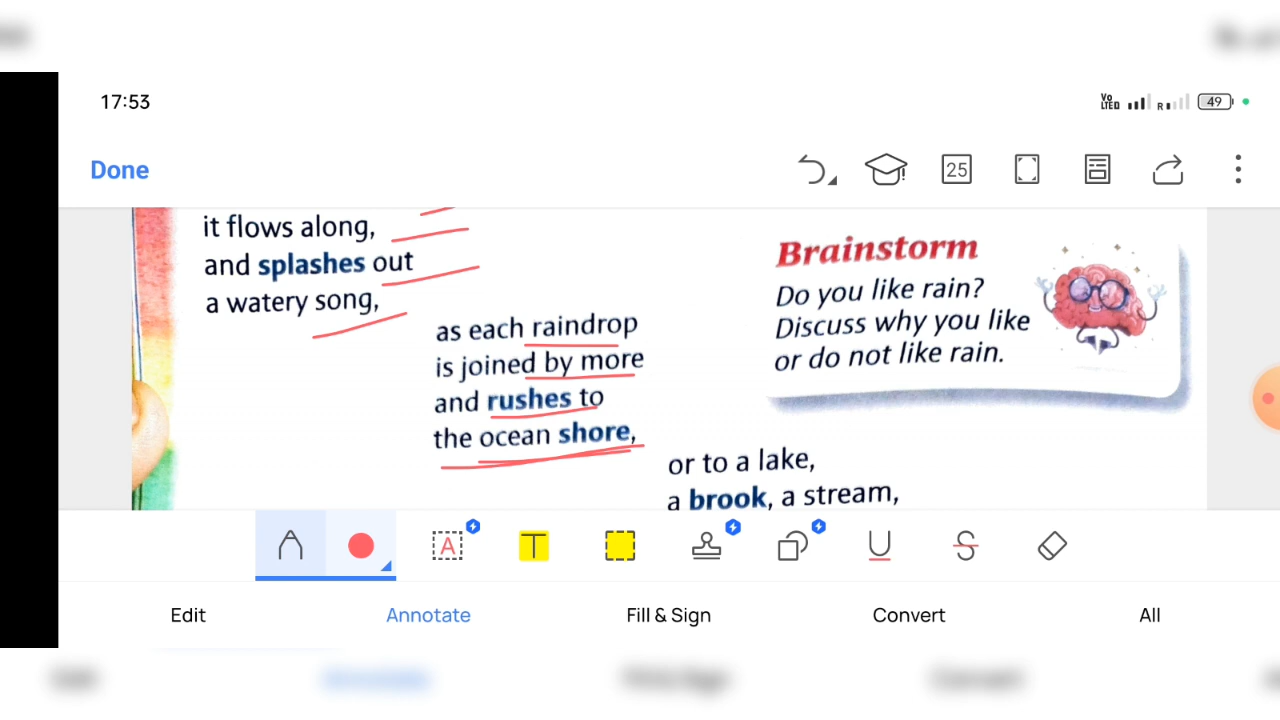 17:53
Vo
LTED
R
49
Done
25
it flows along,
and splashes out
a watery song,
as each raindrop
is joined by more
and rushes to
the ocean shore,
or to a lake,
a brook, a stream,
Brainstorm
Do you like rain?
Discuss why you like
or do not like rain.
A
T
U
S
Edit
Annotate
Fill & Sign
Convert
All